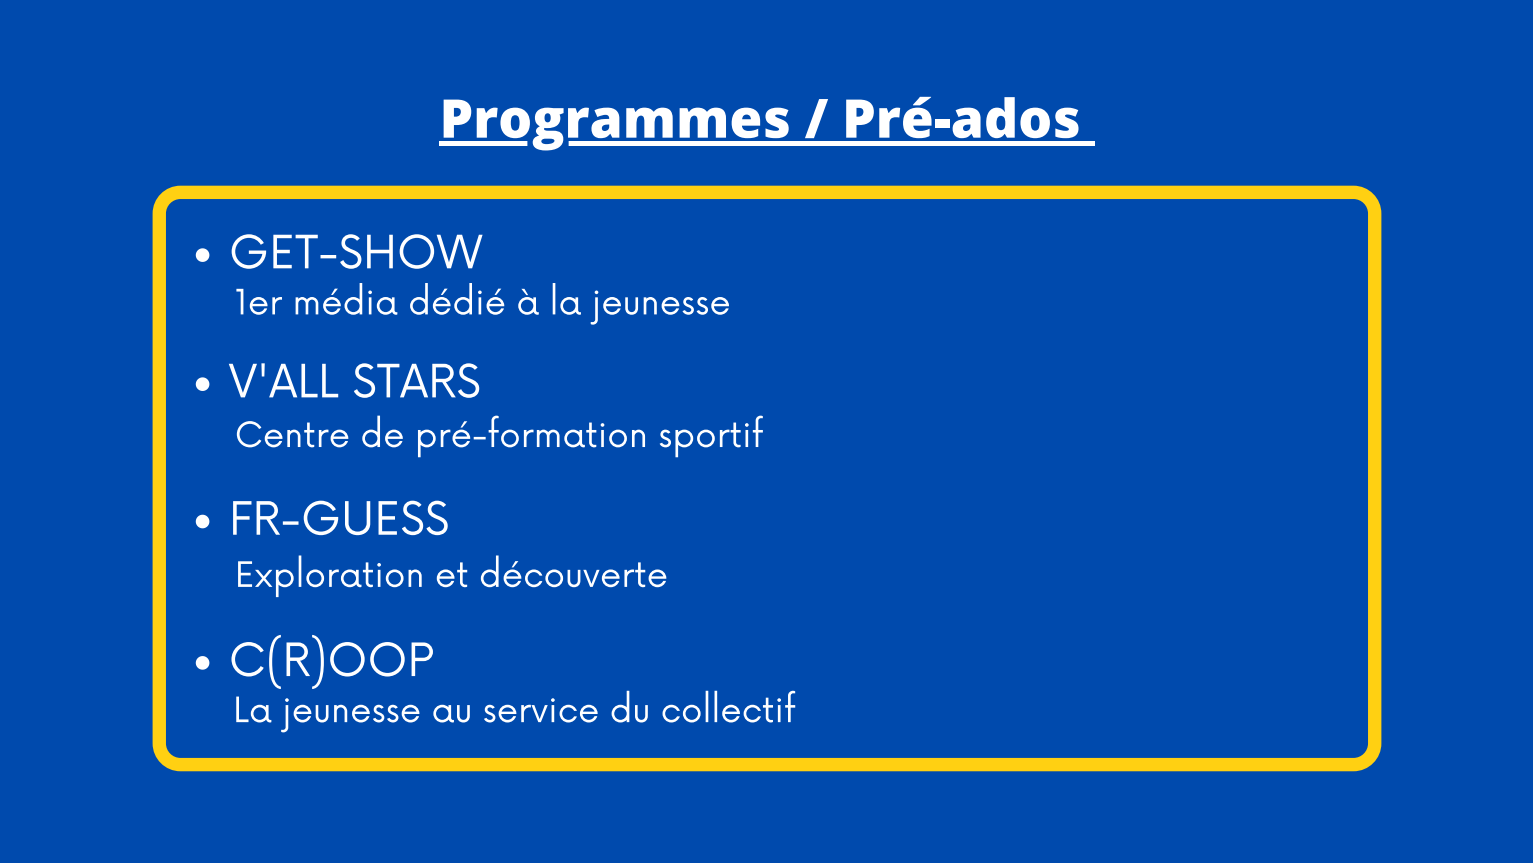 Programmes / Pré-ados
• GET-SHOW
1er média dédié à la jeunesse
• V'ALL STARS
Centre de pré-formation sportif
• FR-GUESS
Exploration et découverte
• C(R)OOP
La jeunesse au service du collectif